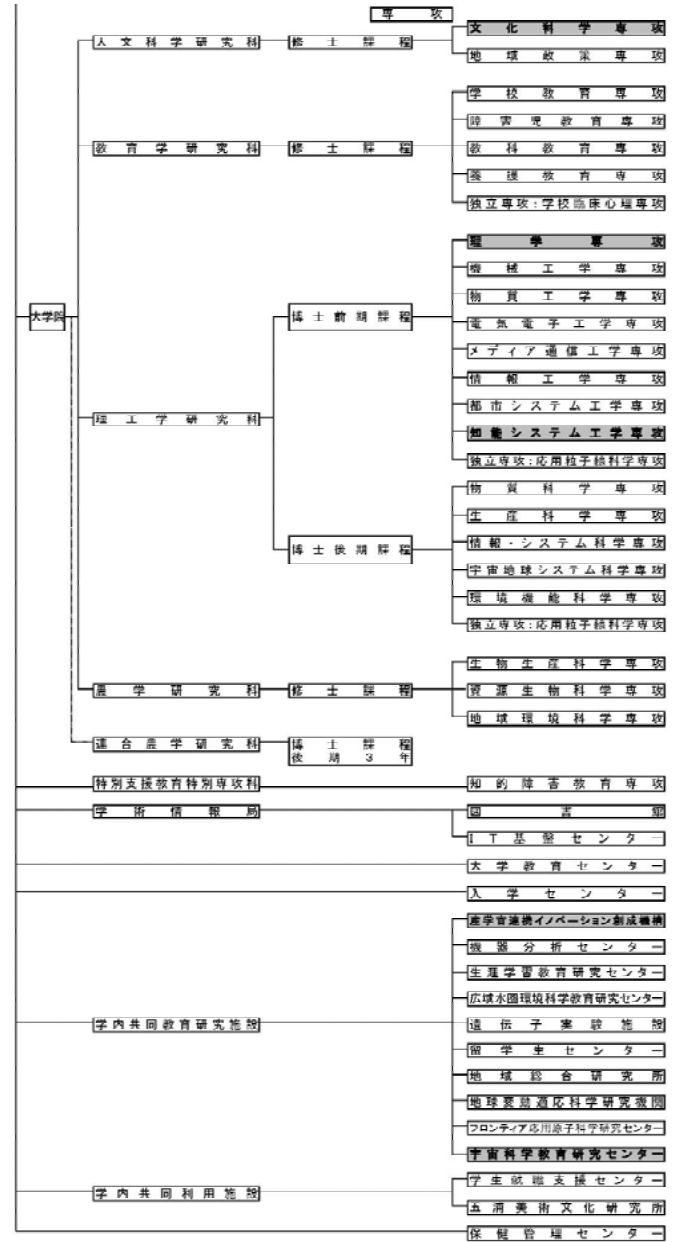 専攻
人文科学研究科 修士課程 文化科学専攻
地域政策専攻
教育学研究科 修士課程 学校教育専攻
障害児教育専攻
教科教育専攻
養護教育専攻
独立専攻:学校臨床心理専攻
大学院
理工学研究科
博士前期課程
理学専攻
機械工学専攻
物質工学専攻
電気電子工学専攻
メディア通信工学専攻
情報工学専攻
都市システム工学専攻
知能システム工学専攻
独立専攻:応用粒子線科学専攻
博士後期課程
物質科学専攻
生産科学専攻
情報・システム科学専攻
宇宙地球システム科学専攻
環境機能科学専攻
独立専攻:応用粒子線科学専攻
農学研究科 修士課程 生物生産科学専攻
資源生物科学専攻
地域環境科学専攻
連合農学研究科 博士課程
後期3年
特別支援教育特別専攻科 知的障害教育専攻
学術情報局 図書館
IT基盤センター
大学教育センター
入学センター
学内共同教育研究施設
産学官連携イノベーション創成機構
機器分析センター
生涯学習教育研究センター
広域水圏環境科学教育研究センター
遺伝子実験施設
留学生センター
地域総合研究所
地球変動適応科学研究機関
フロンティア応用原子科学研究センター
宇宙科学教育研究センター
学内共同利用施設 学生就職支援センター
五浦美術文化研究所
保健管理センター